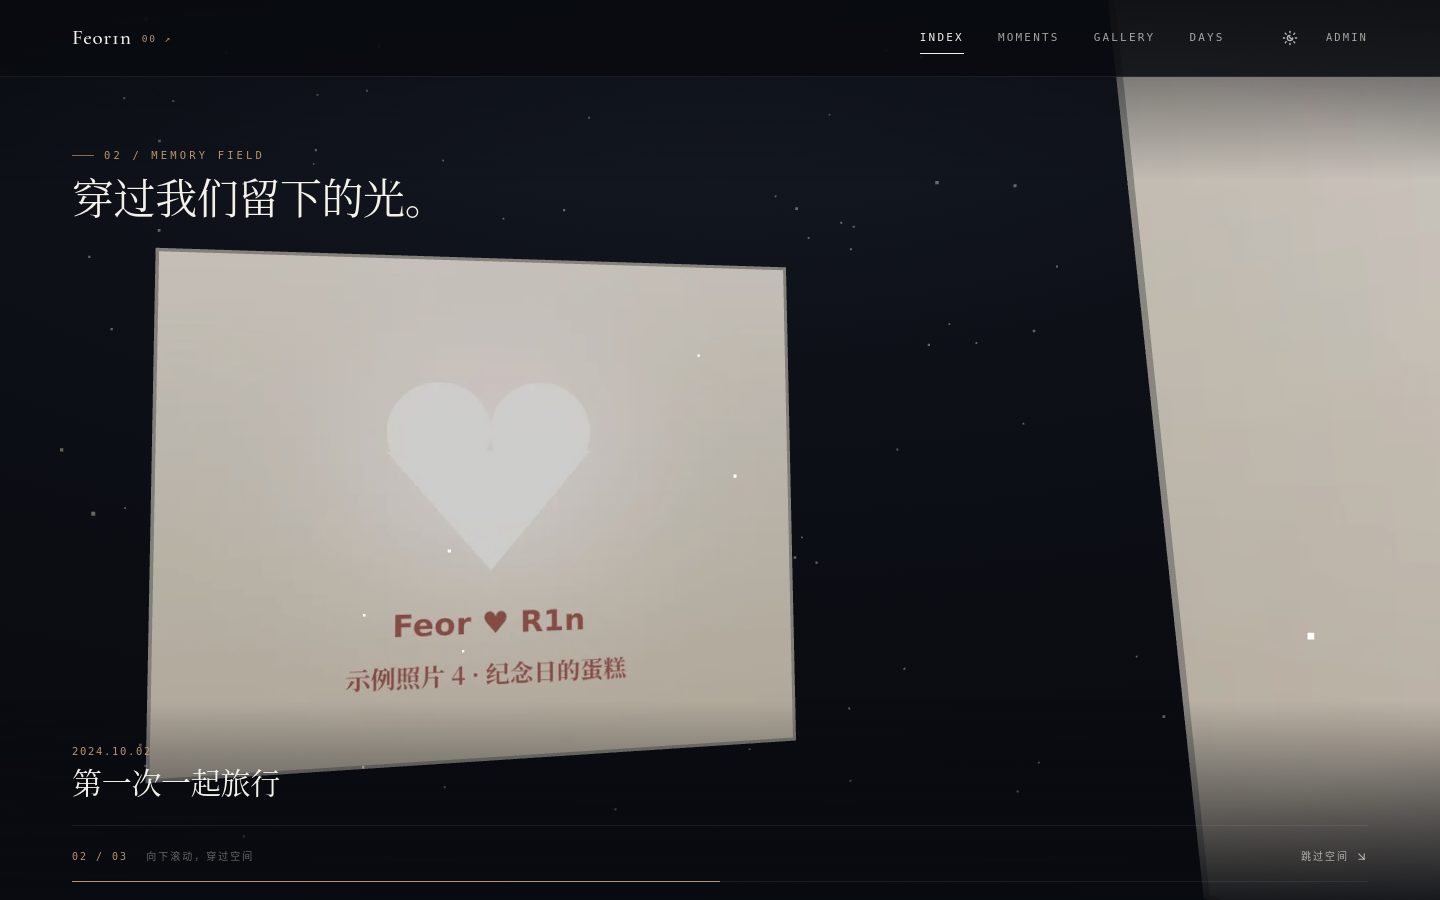 Feor1n 00 ↗
INDEX MOMENTS GALLERY DAYS ADMIN
02 / MEMORY FIELD
穿过我们留下的光。
Feor ♥ R1n
示例照片 4 · 纪念日的蛋糕
2024.10.02
第一次一起旅行
02 / 03 向下滚动，穿过空间
跳过空间 ↘